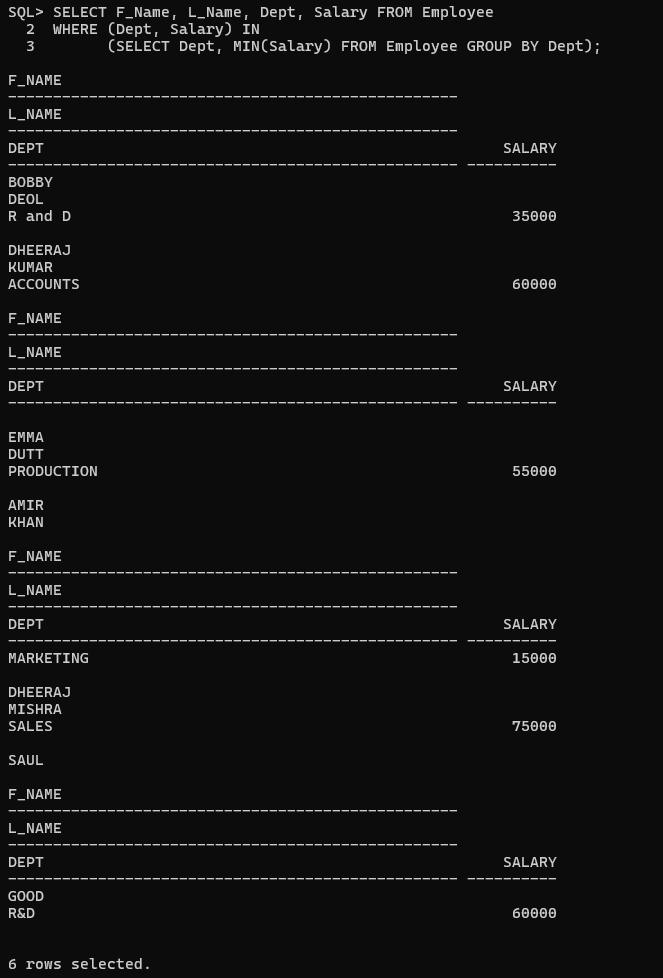 SQL> SELECT F_Name, L_Name, Dept, Salary FROM Employee
  2  WHERE (Dept, Salary) IN
  3        (SELECT Dept, MIN(Salary) FROM Employee GROUP BY Dept);
F_NAME
--------------------------------------------------
L_NAME
--------------------------------------------------
DEPT                                                   SALARY
-------------------------------------------------- ----------
BOBBY
DEOL
R and D                                                 35000
DHEERAJ
KUMAR
ACCOUNTS                                                60000
F_NAME
--------------------------------------------------
L_NAME
--------------------------------------------------
DEPT                                                   SALARY
-------------------------------------------------- ----------
EMMA
DUTT
PRODUCTION                                              55000
AMIR
KHAN
F_NAME
--------------------------------------------------
L_NAME
--------------------------------------------------
DEPT                                                   SALARY
-------------------------------------------------- ----------
MARKETING                                               15000
DHEERAJ
MISHRA
SALES                                                   75000
SAUL
F_NAME
--------------------------------------------------
L_NAME
--------------------------------------------------
DEPT                                                   SALARY
-------------------------------------------------- ----------
GOOD
R&D                                                     60000
6 rows selected.